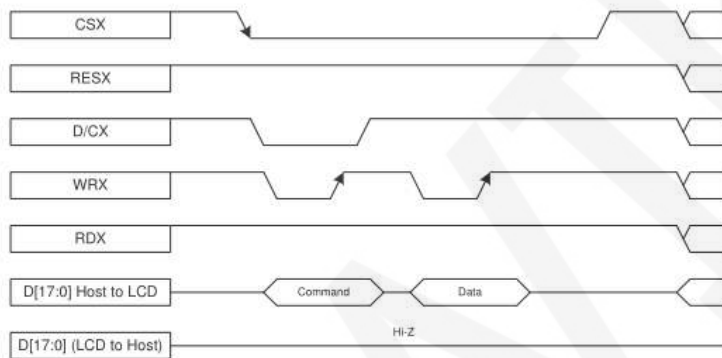 CSX
RESX
D/CX
WRX
RDX
D[17:0] Host to LCD
Command
Data
D[17:0] (LCD to Host)
Hi-Z